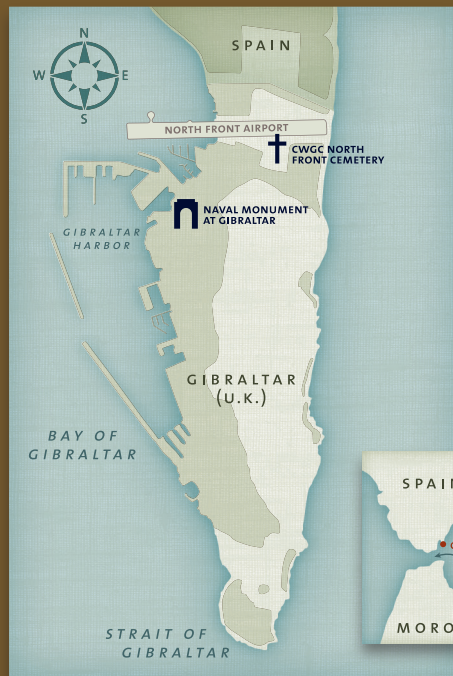 SPAIN
N
W
E
S
NORTH FRONT AIRPORT
CWGC NORTH
FRONT CEMETERY
NAVAL MONUMENT
AT GIBRALTAR
GIBRALTAR
HARBOR
GIBRALTAR
(U.K.)
BAY OF
GIBRALTAR
SPAIN
MORO
STRAIT OF
GIBRALTAR